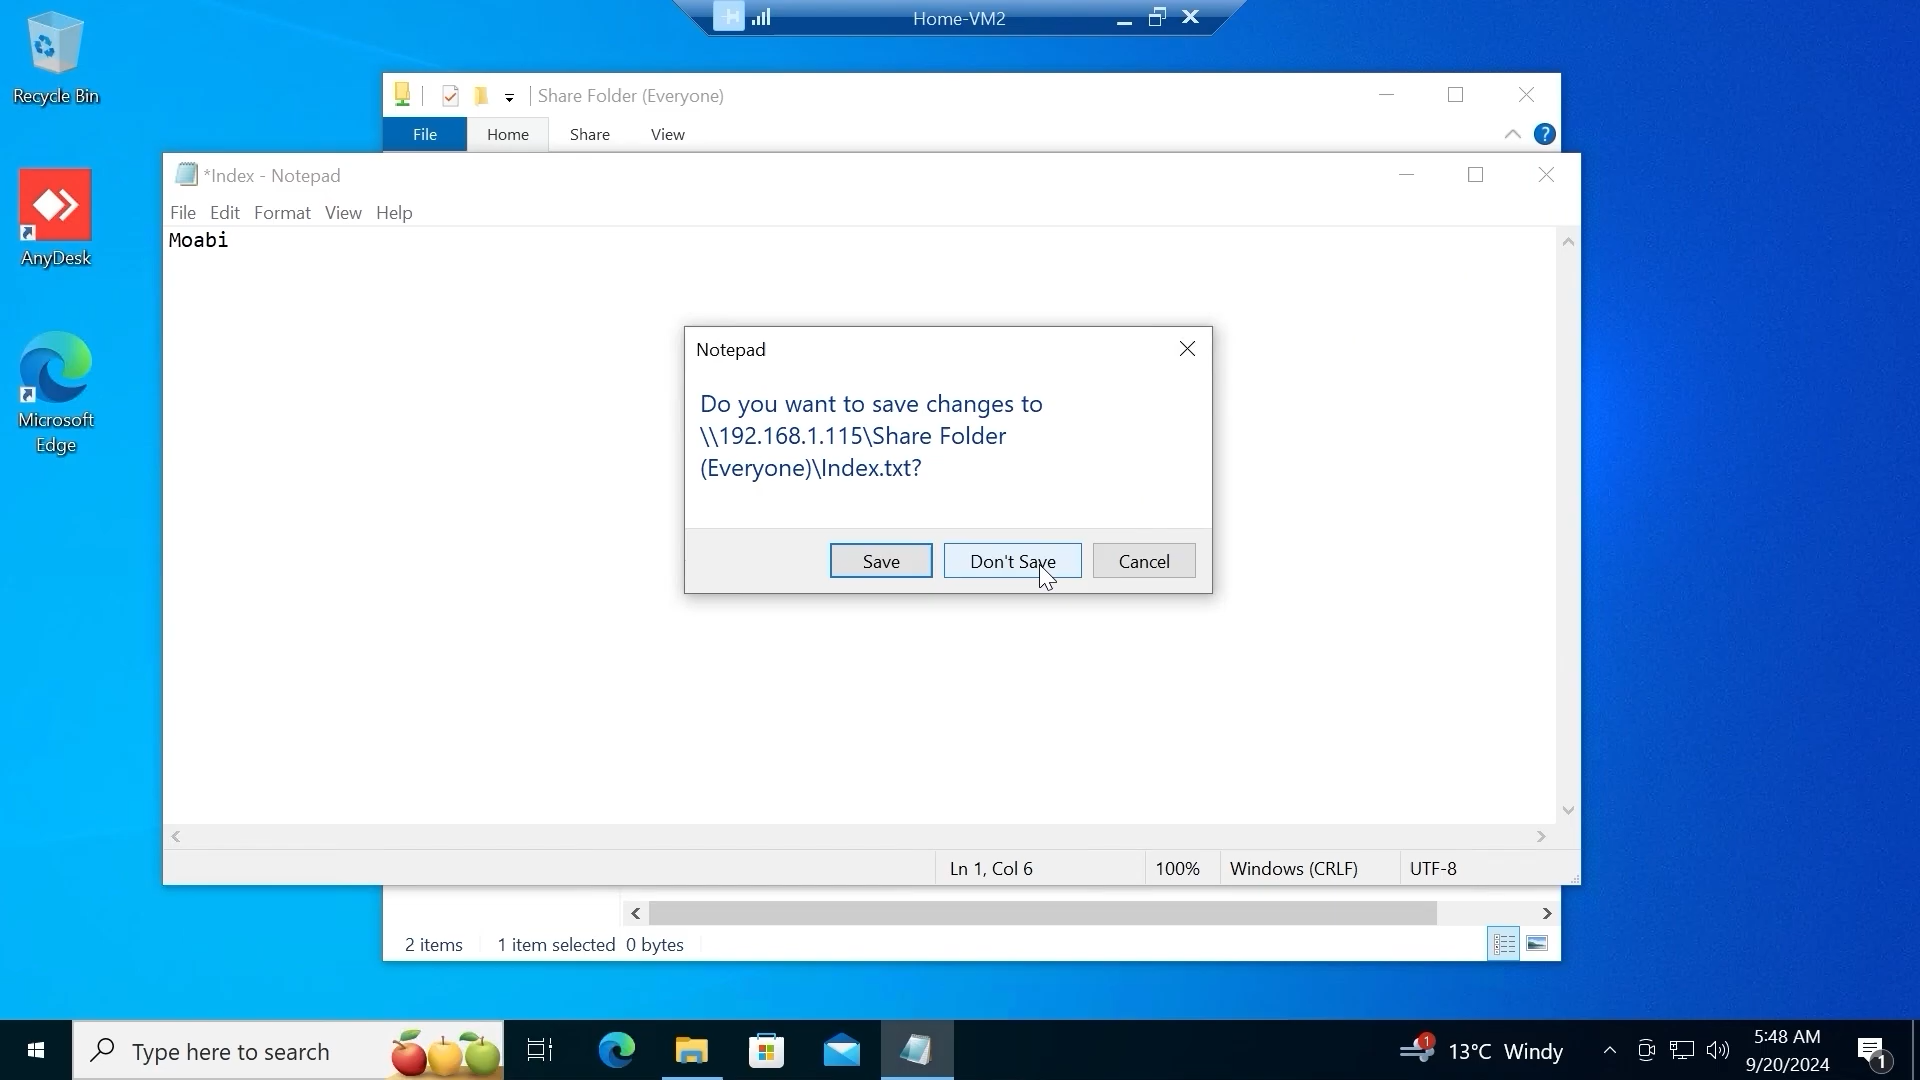 Home-VM2
Recycle Bin
Share Folder (Everyone)
File Home Share View
?
*Index - Notepad
File Edit Format View Help
Moabi
AnyDesk
Microsoft
Edge
Notepad
Do you want to save changes to
\\192.168.1.115\Share Folder
(Everyone)\Index.txt?
Save Don't Save Cancel
Ln 1, Col 6 100% Windows (CRLF) UTF-8
2 items 1 item selected 0 bytes
Type here to search
1
13°C Windy
5:48 AM
9/20/2024
1